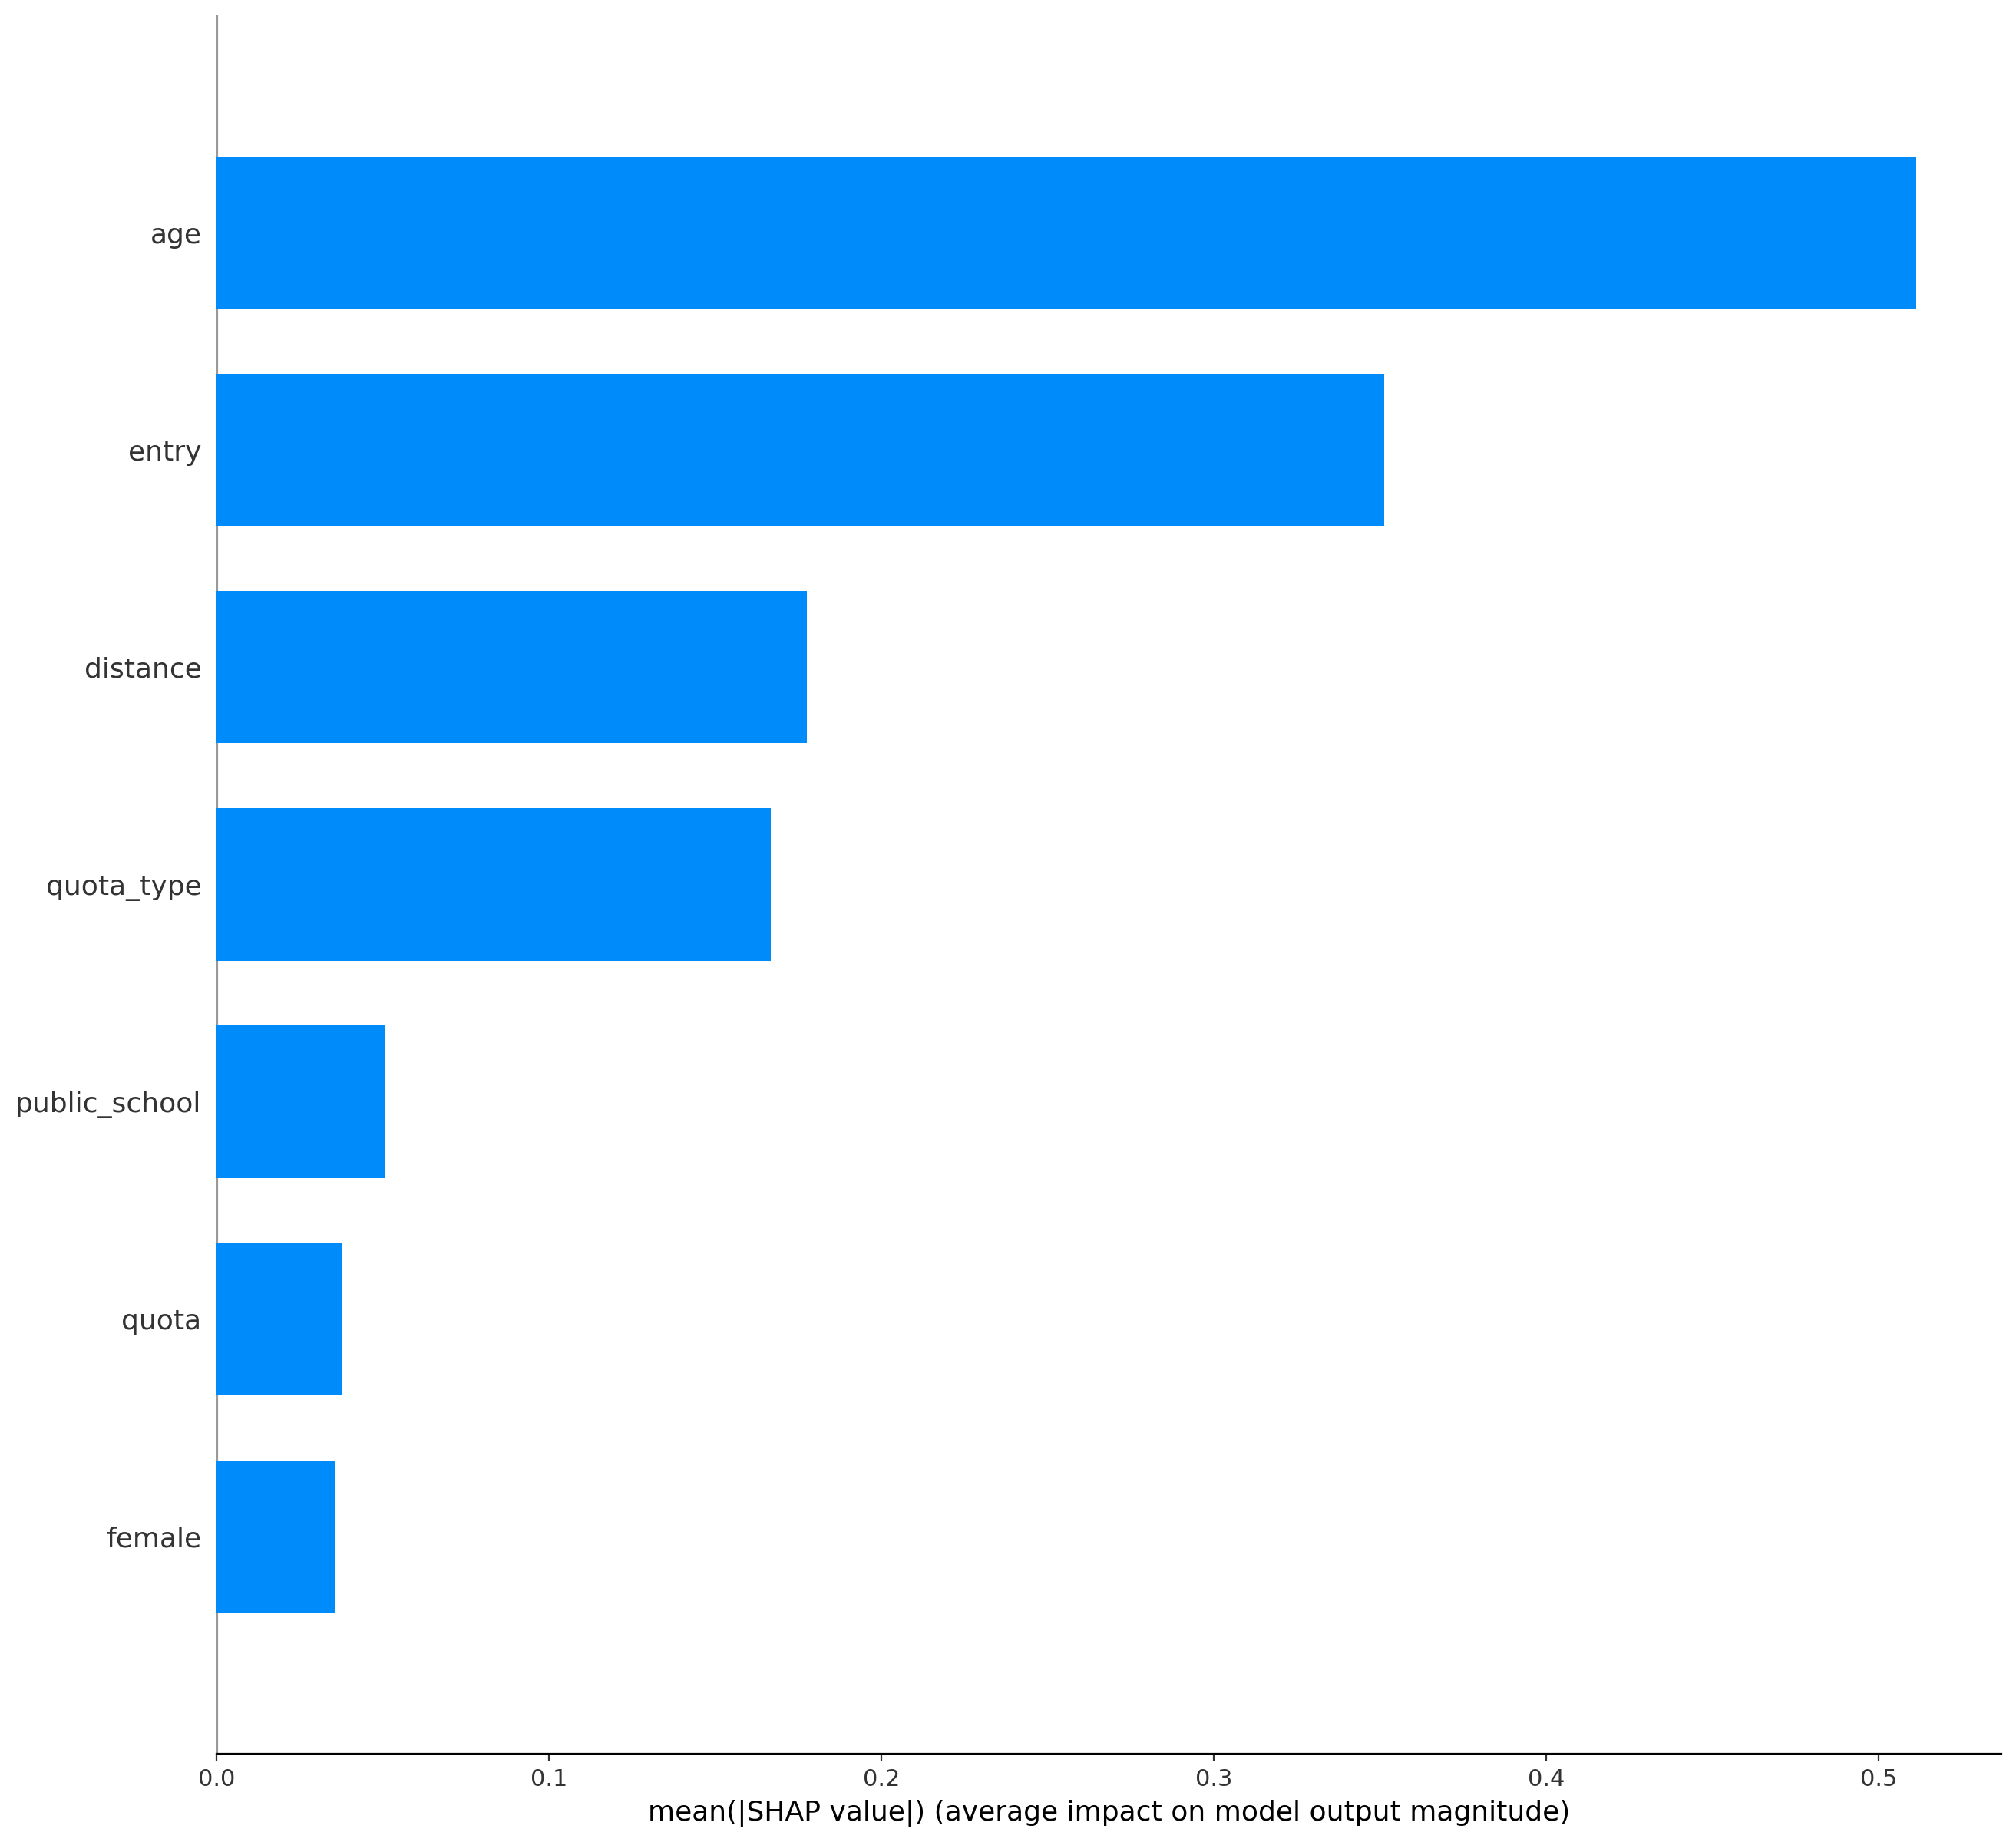 age
entry
distance
quota_type
public_school
quota
female
0.0 0.1 0.2 0.3 0.4 0.5
mean(|SHAP value|) (average impact on model output magnitude)